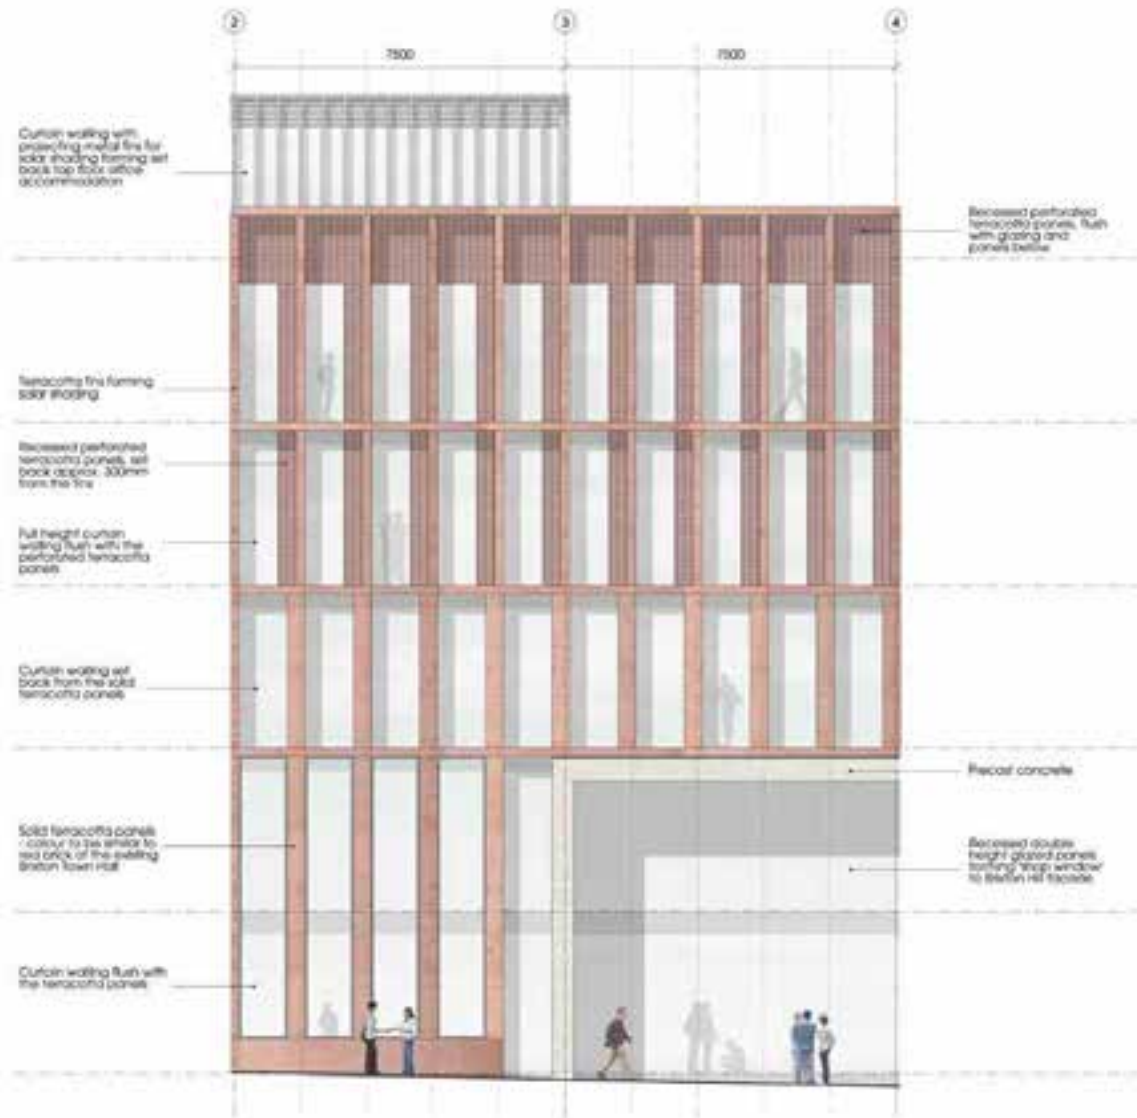 2
3
4
7500
7500
Curtain walling with
projecting metal fins for
solar shading forming set
back top floor office
accommodation
Recessed perforated
terracotta panels, flush
with glazing and
panels below
Terracotta fins forming
solar shading
Recessed perforated
terracotta panels, set
back approx. 300mm
from the fins
Full height curtain
walling flush with the
perforated terracotta
panels
Curtain walling set
back from the solid
terracotta panels
Precast concrete
Solid terracotta panels
- colour to be similar to
red brick of the existing
Brixton Town Hall
Recessed double
height glazed panels
forming 'shop window'
to Brixton Hill facade
Curtain walling flush with
the terracotta panels